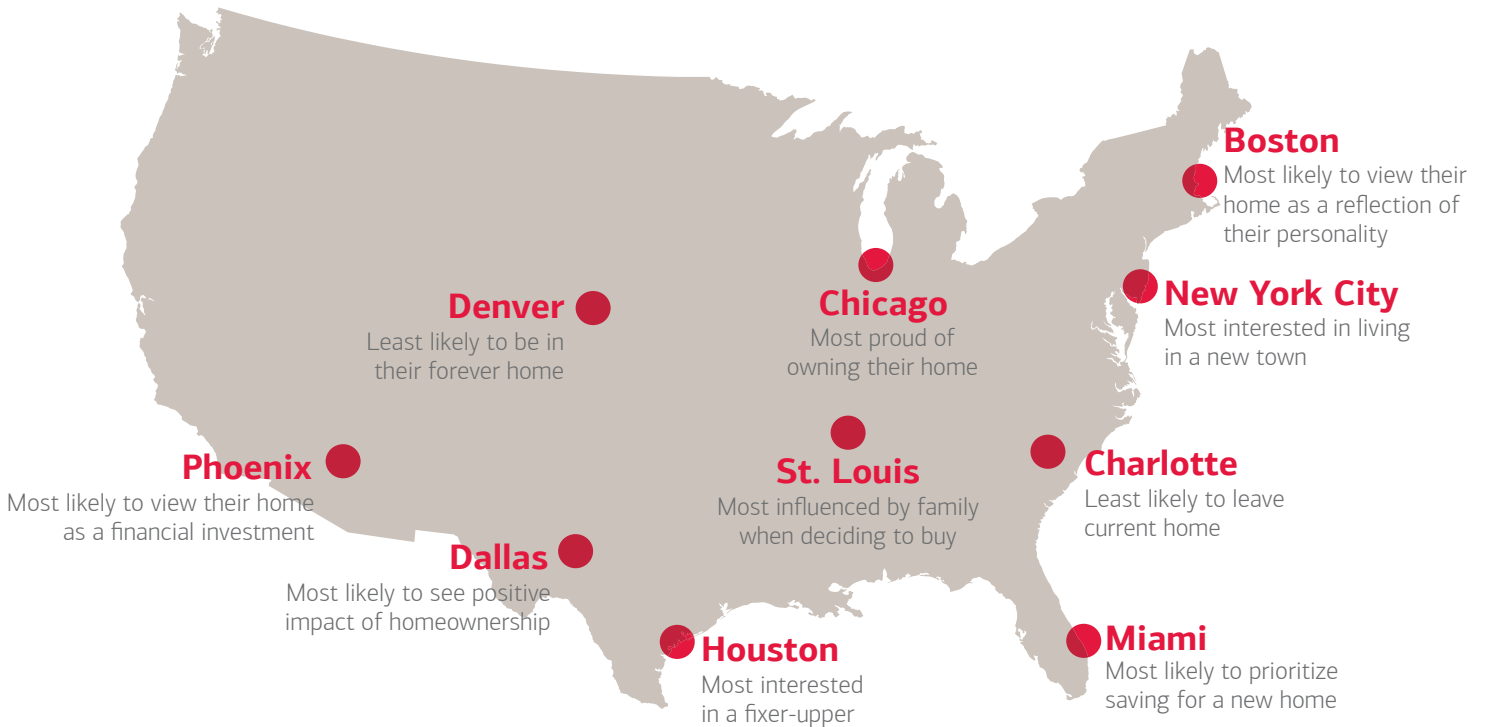 Boston
Most likely to view their
home as a reflection of
their personality
New York City
Most interested in living
in a new town
Chicago
Most proud of
owning their home
Denver
Least likely to be in
their forever home
Phoenix
Most likely to view their home
as a financial investment
St. Louis
Most influenced by family
when deciding to buy
Charlotte
Least likely to leave
current home
Dallas
Most likely to see positive
impact of homeownership
Houston
Most interested
in a fixer-upper
Miami
Most likely to prioritize
saving for a new home